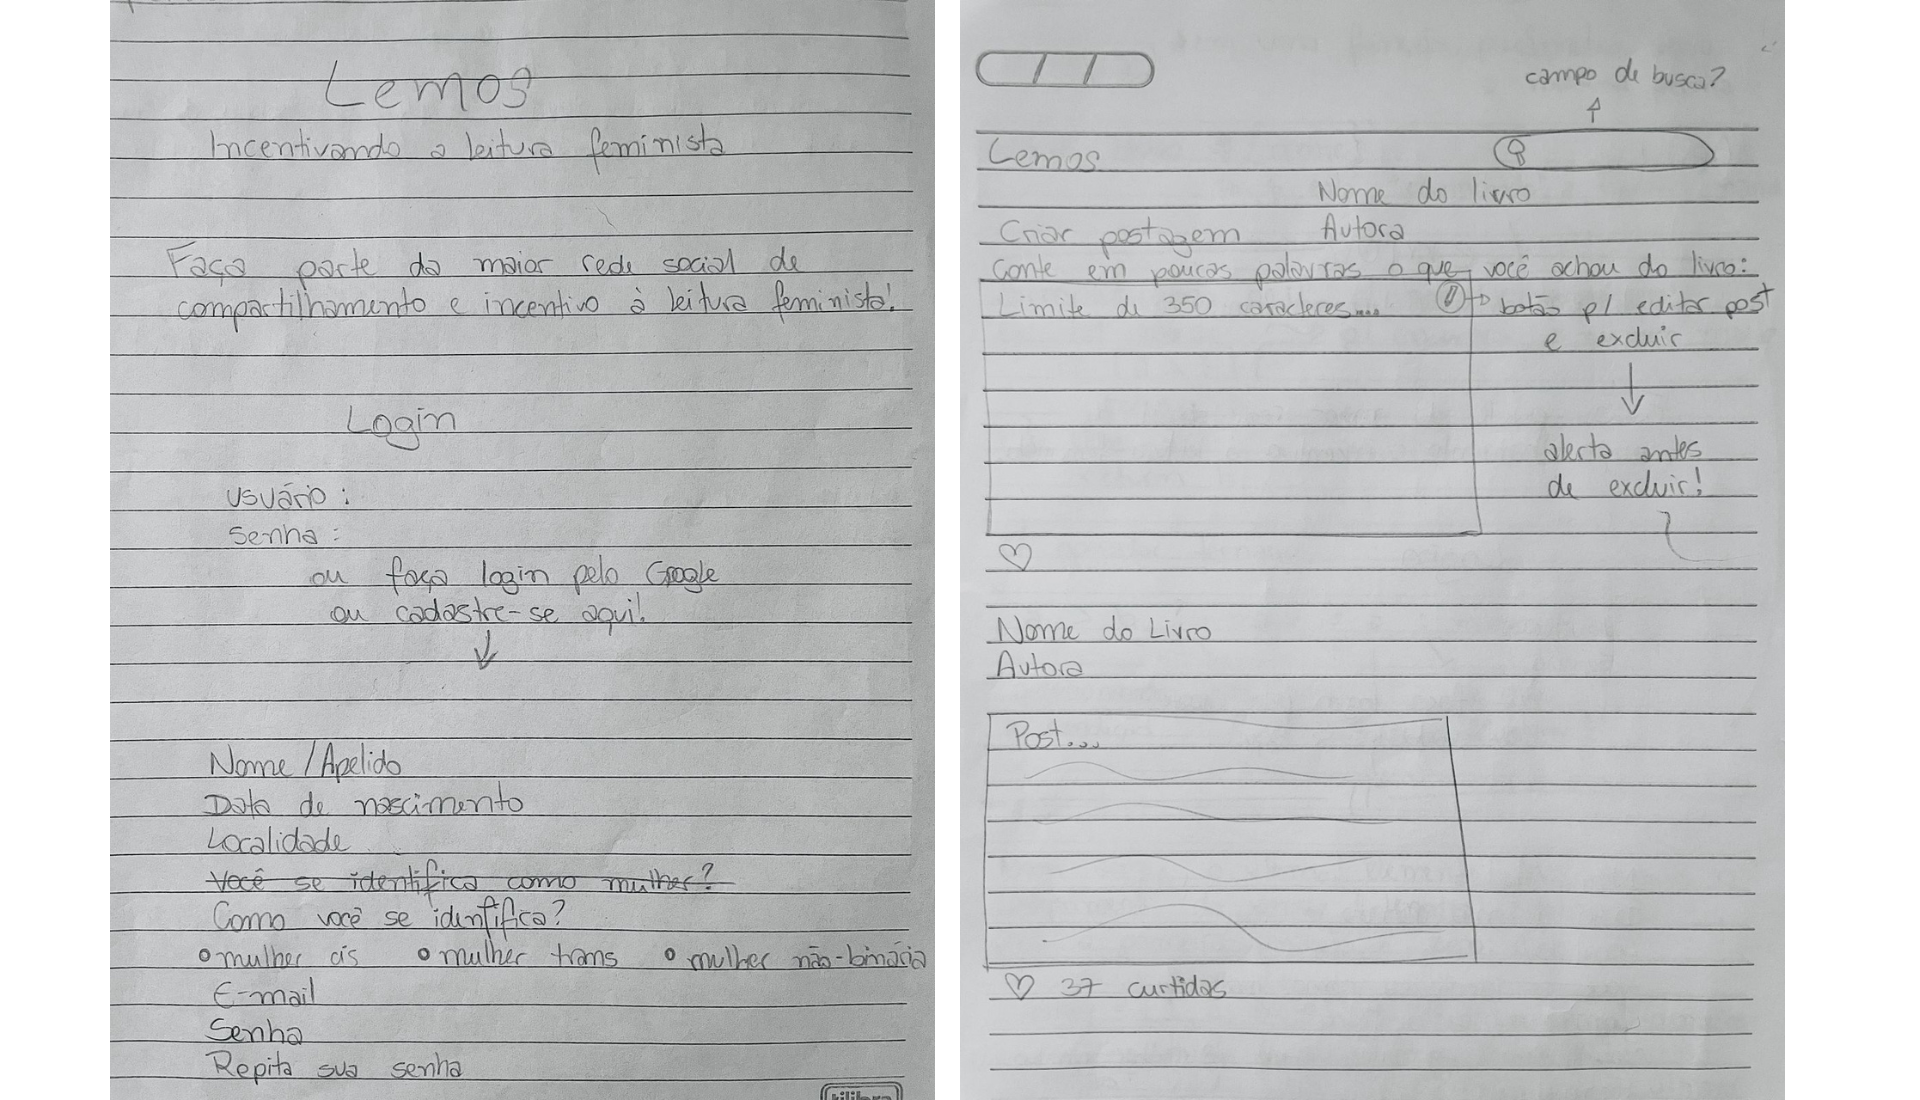 Lemos
Incentivando a leitura feminista
Faça parte da maior rede social de
compartilhamento e incentivo à leitura feminista!
Login
usuário:
Senha:
ou faça login pelo Google
ou cadastre-se aqui!
Nome/Apelido
Data de nascimento
Localidade
Você se identifica como mulher?
Como você se identifica?
mulher cis mulher trans mulher não-binária
E-mail
Senha
Repita sua senha
tilibra
campo de busca?
Lemos
Nome do livro
Criar postagem Autora
Conte em poucas palavras o que você achou do livro:
Limite de 350 caracteres... botão p/ editar post
e excluir
alerta antes
de excluir!
Nome do Livro
Autora
Post...
37 curtidas